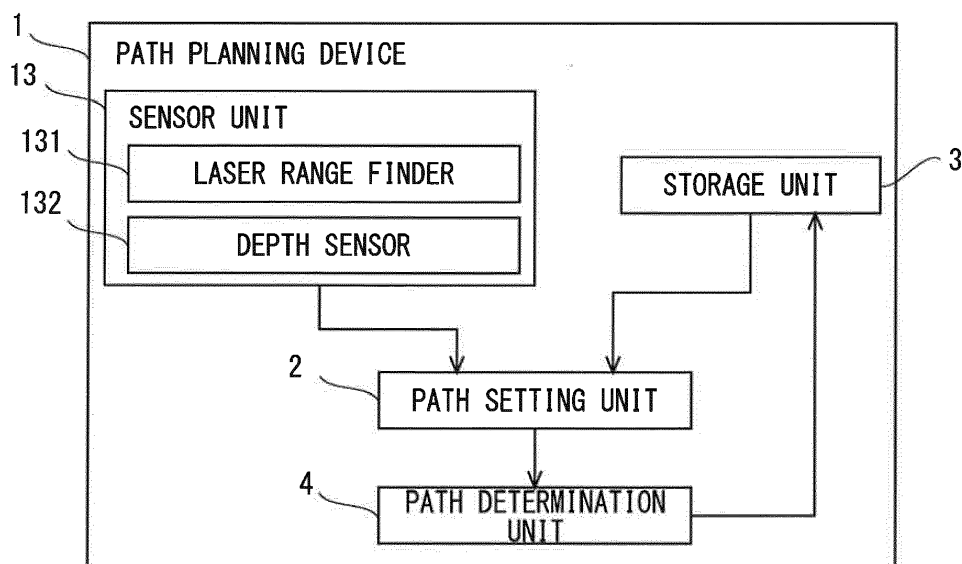 1
PATH PLANNING DEVICE
13
SENSOR UNIT
131
LASER RANGE FINDER
132
DEPTH SENSOR
STORAGE UNIT
3
2
PATH SETTING UNIT
4
PATH DETERMINATION
UNIT